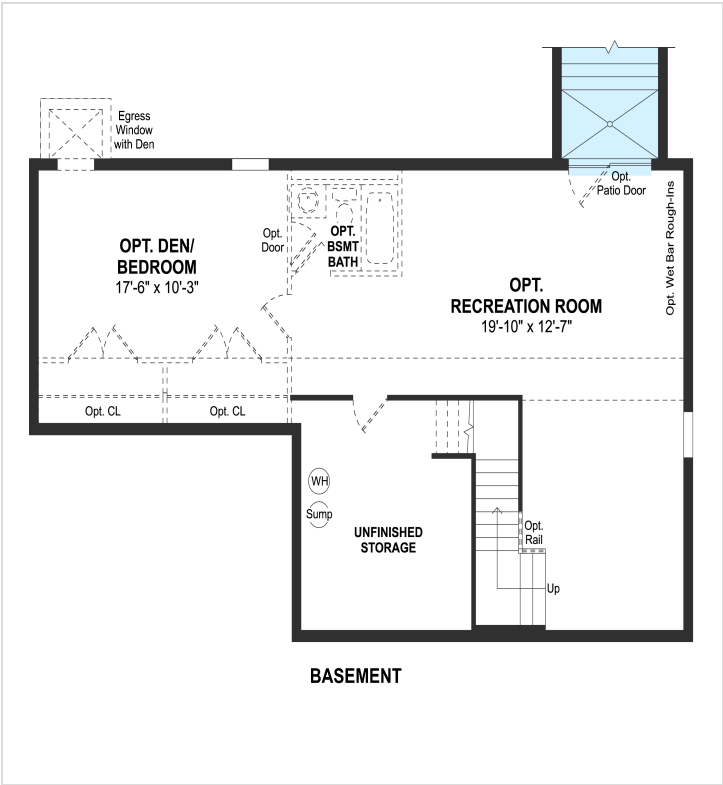 Egress
Window
with Den
Opt.
Patio Door
Opt. Wet Bar Rough-Ins
OPT. DEN/
BEDROOM
17'-6" x 10'-3"
Opt.
Door
OPT.
BSMT
BATH
OPT.
RECREATION ROOM
19'-10" x 12'-7"
Opt. CL
Opt. CL
WH
Sump
UNFINISHED
STORAGE
Opt.
Rail
Up
BASEMENT